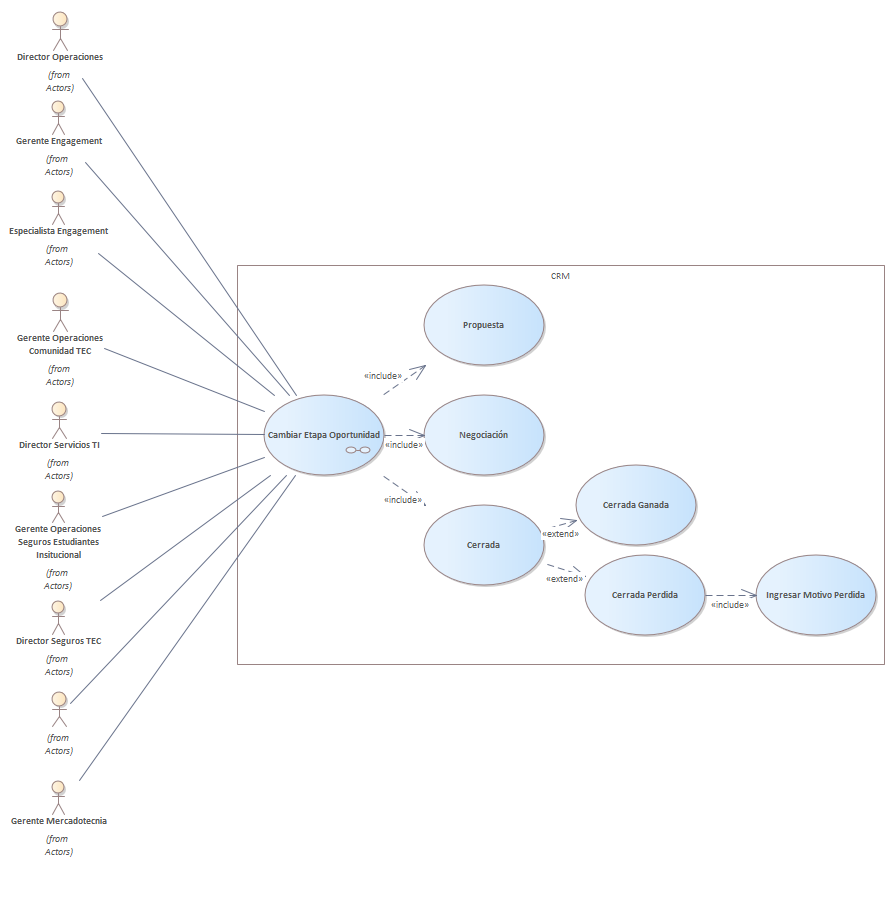 Director Operaciones
(from
Actors)
Gerente Engagement
(from
Actors)
Especialista Engagement
(from
Actors)
Gerente Operaciones
Comunidad TEC
(from
Actors)
Director Servicios TI
(from
Actors)
Gerente Operaciones
Seguros Estudiantes
Insitucional
(from
Actors)
Director Seguros TEC
(from
Actors)
(from
Actors)
Gerente Mercadotecnia
(from
Actors)
CRM
Propuesta
«include»
Cambiar Etapa Oportunidad
«include»
Negociación
«include»
Cerrada
«extend»
Cerrada Ganada
«extend»
Cerrada Perdida
«include»
Ingresar Motivo Perdida